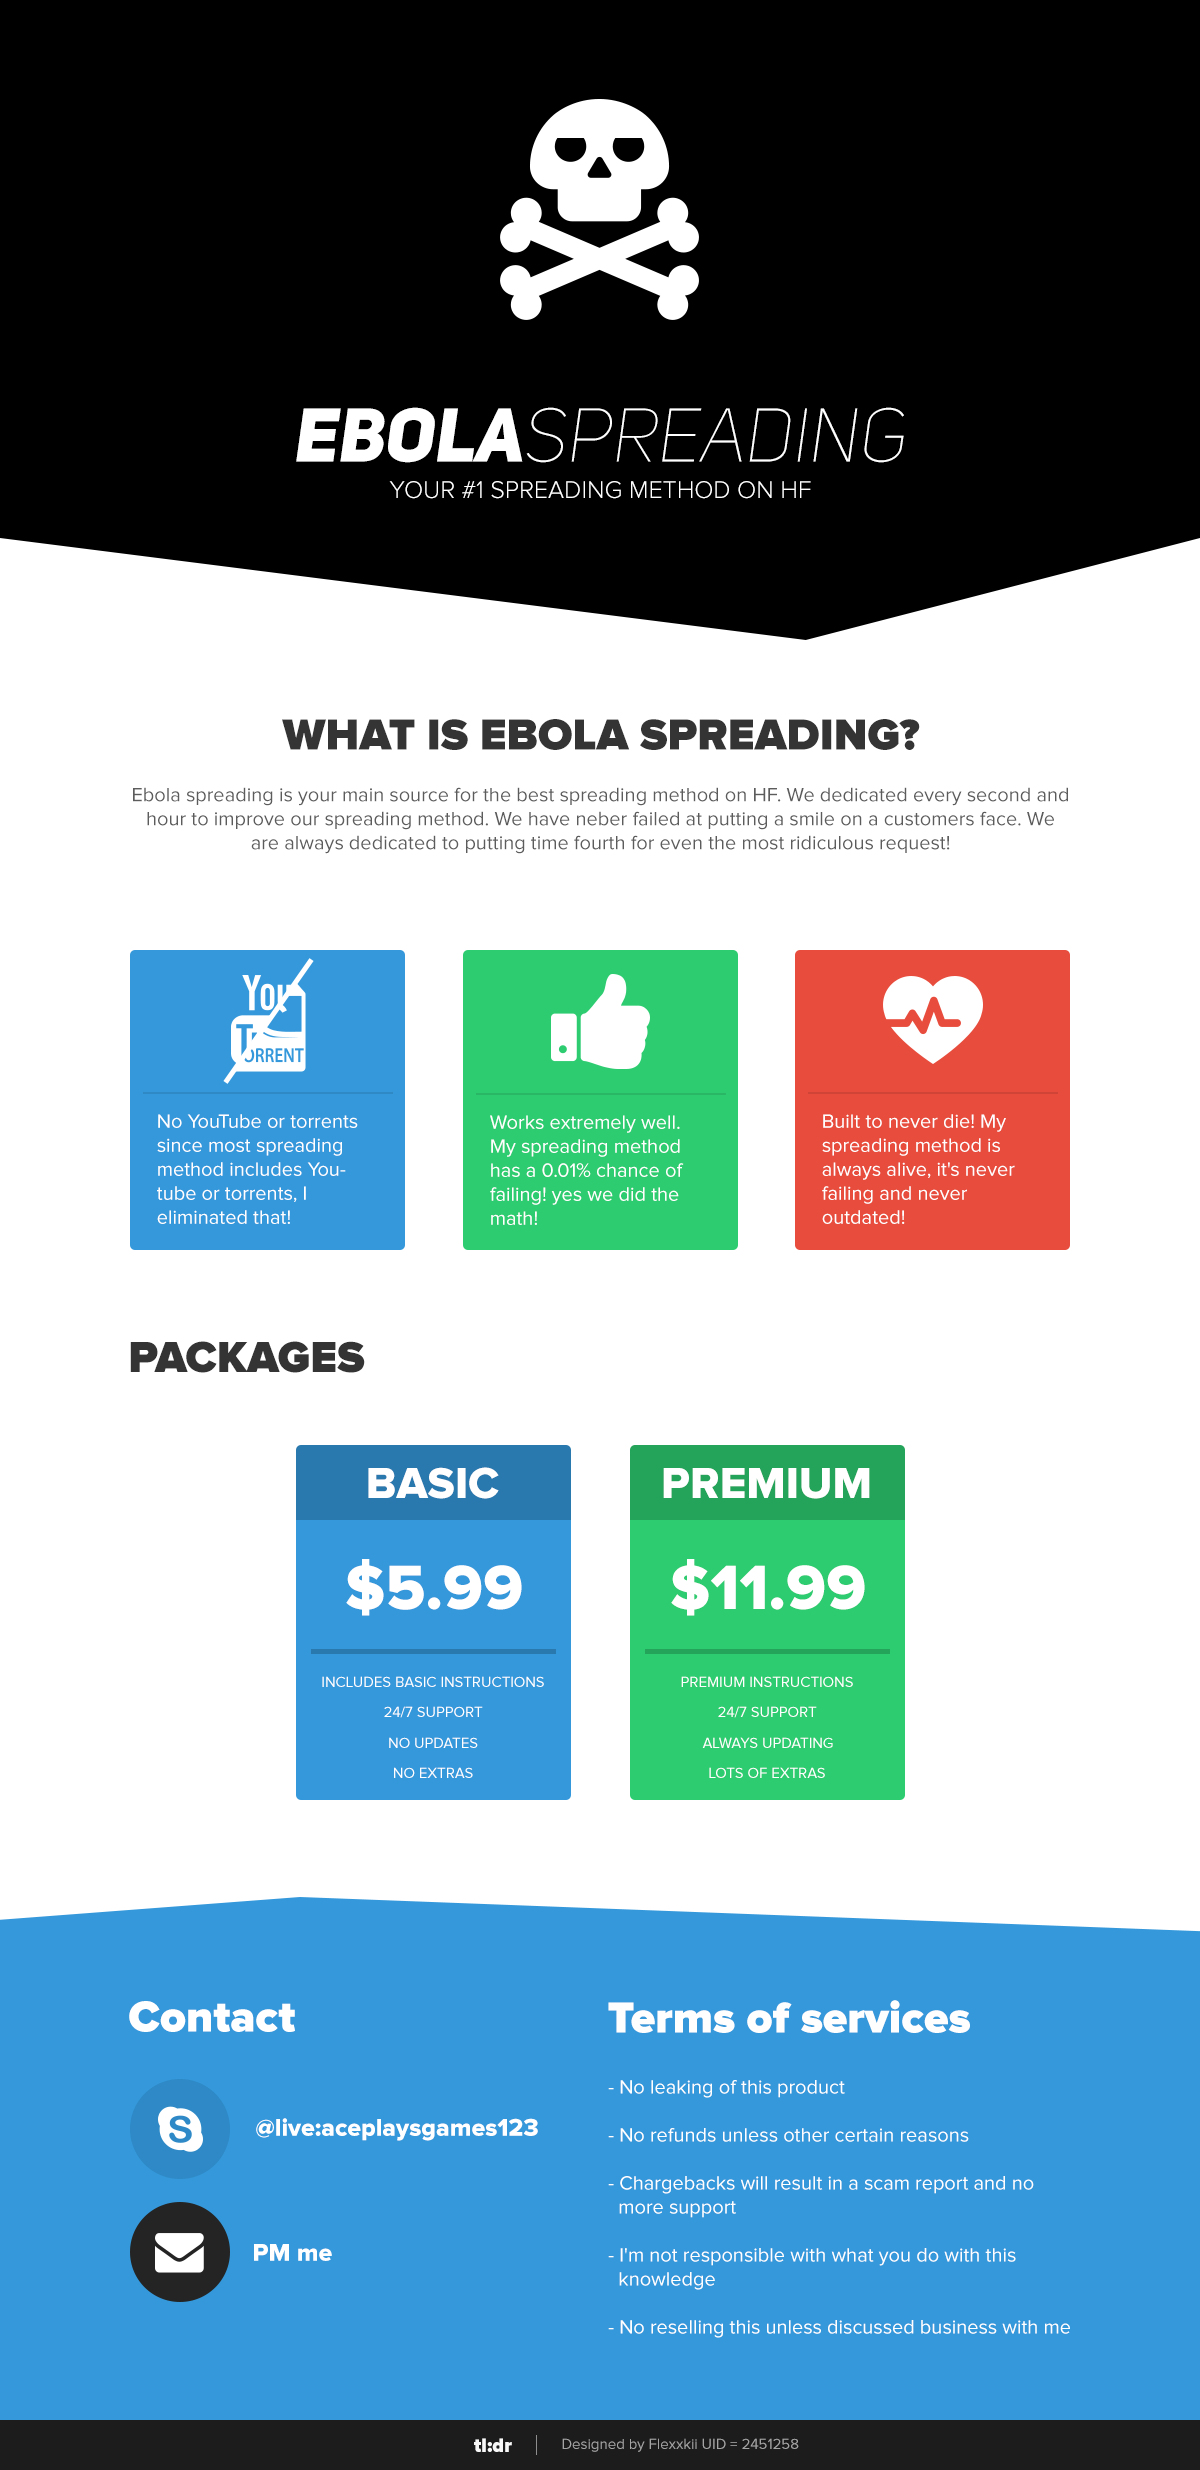 EBOLASPREADING
YOUR #1 SPREADING METHOD ON HF
WHAT IS EBOLA SPREADING?
Ebola spreading is your main source for the best spreading method on HF. We dedicated every second and
hour to improve our spreading method. We have neber failed at putting a smile on a customers face. We
are always dedicated to putting time fourth for even the most ridiculous request!
You
TORRENT
No YouTube or torrents
since most spreading
method includes You-
tube or torrents, I
eliminated that!
Works extremely well.
My spreading method
has a 0.01% chance of
failing! yes we did the
math!
Built to never die! My
spreading method is
always alive, it's never
failing and never
outdated!
PACKAGES
BASIC
$5.99
INCLUDES BASIC INSTRUCTIONS
24/7 SUPPORT
NO UPDATES
NO EXTRAS
PREMIUM
$11.99
PREMIUM INSTRUCTIONS
24/7 SUPPORT
ALWAYS UPDATING
LOTS OF EXTRAS
Contact
@live:aceplaysgames123
PM me
Terms of services
- No leaking of this product
- No refunds unless other certain reasons
- Chargebacks will result in a scam report and no
more support
- I'm not responsible with what you do with this
knowledge
- No reselling this unless discussed business with me
tl:dr
Designed by Flexxkii UID = 2451258